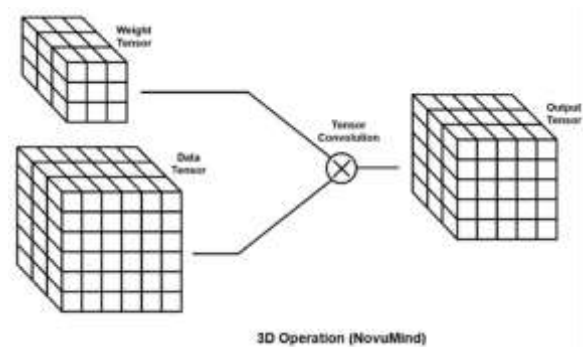 Weight
Tensor
Data
Tensor
Tensor
Convolution
Output
Tensor
3D Operation (NovuMind)